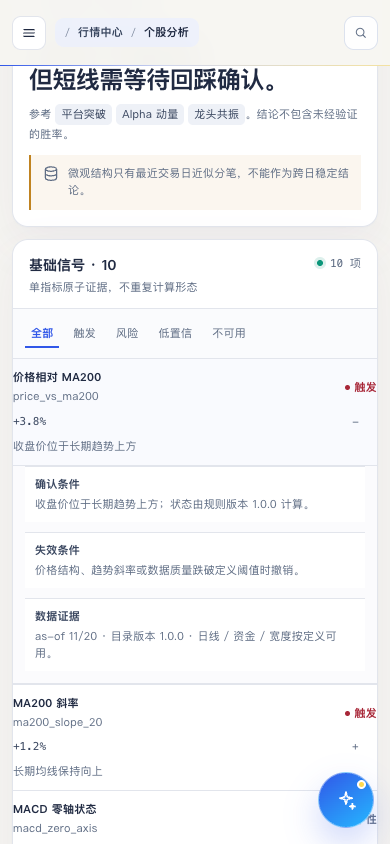 / 行情中心 / 个股分析
但短线需等待回踩确认。
参考 平台突破 Alpha 动量 龙头共振 。结论不包含未经验证
的胜率。
微观结构只有最近交易日近似分笔，不能作为跨日稳定结
论。
基础信号 · 10
10 项
单指标原子证据，不重复计算形态
全部 触发 风险 低置信 不可用
价格相对 MA200
触发
price_vs_ma200
+3.8% —
收盘价位于长期趋势上方
确认条件
收盘价位于长期趋势上方；状态由规则版本 1.0.0 计算。
失效条件
价格结构、趋势斜率或数据质量跌破定义阈值时撤销。
数据证据
as-of 11/20 · 目录版本 1.0.0 · 日线 / 资金 / 宽度按定义可
用。
MA200 斜率
触发
ma200_slope_20
+1.2% +
长期均线保持向上
MACD 零轴状态
性
macd_zero_axis